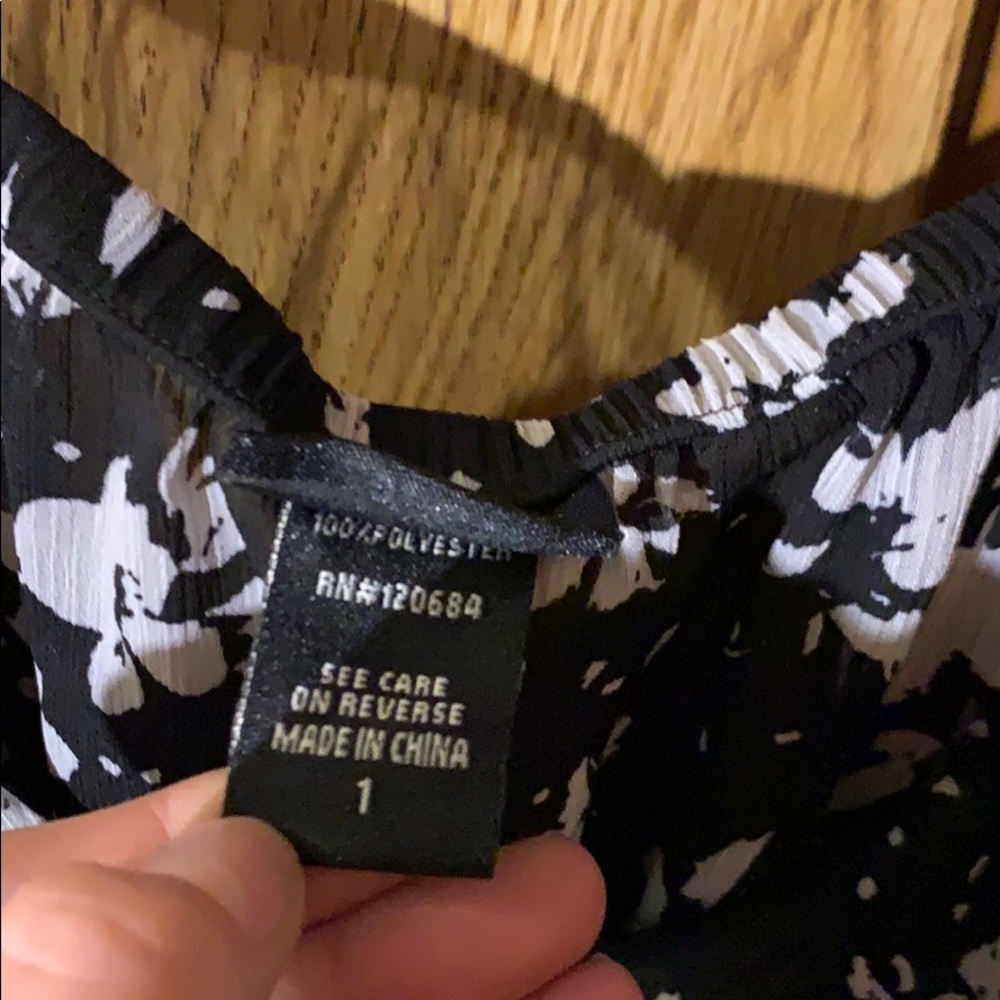 100%POLYESTER
RN#120684
SEE CARE
ON REVERSE
MADE IN CHINA
1